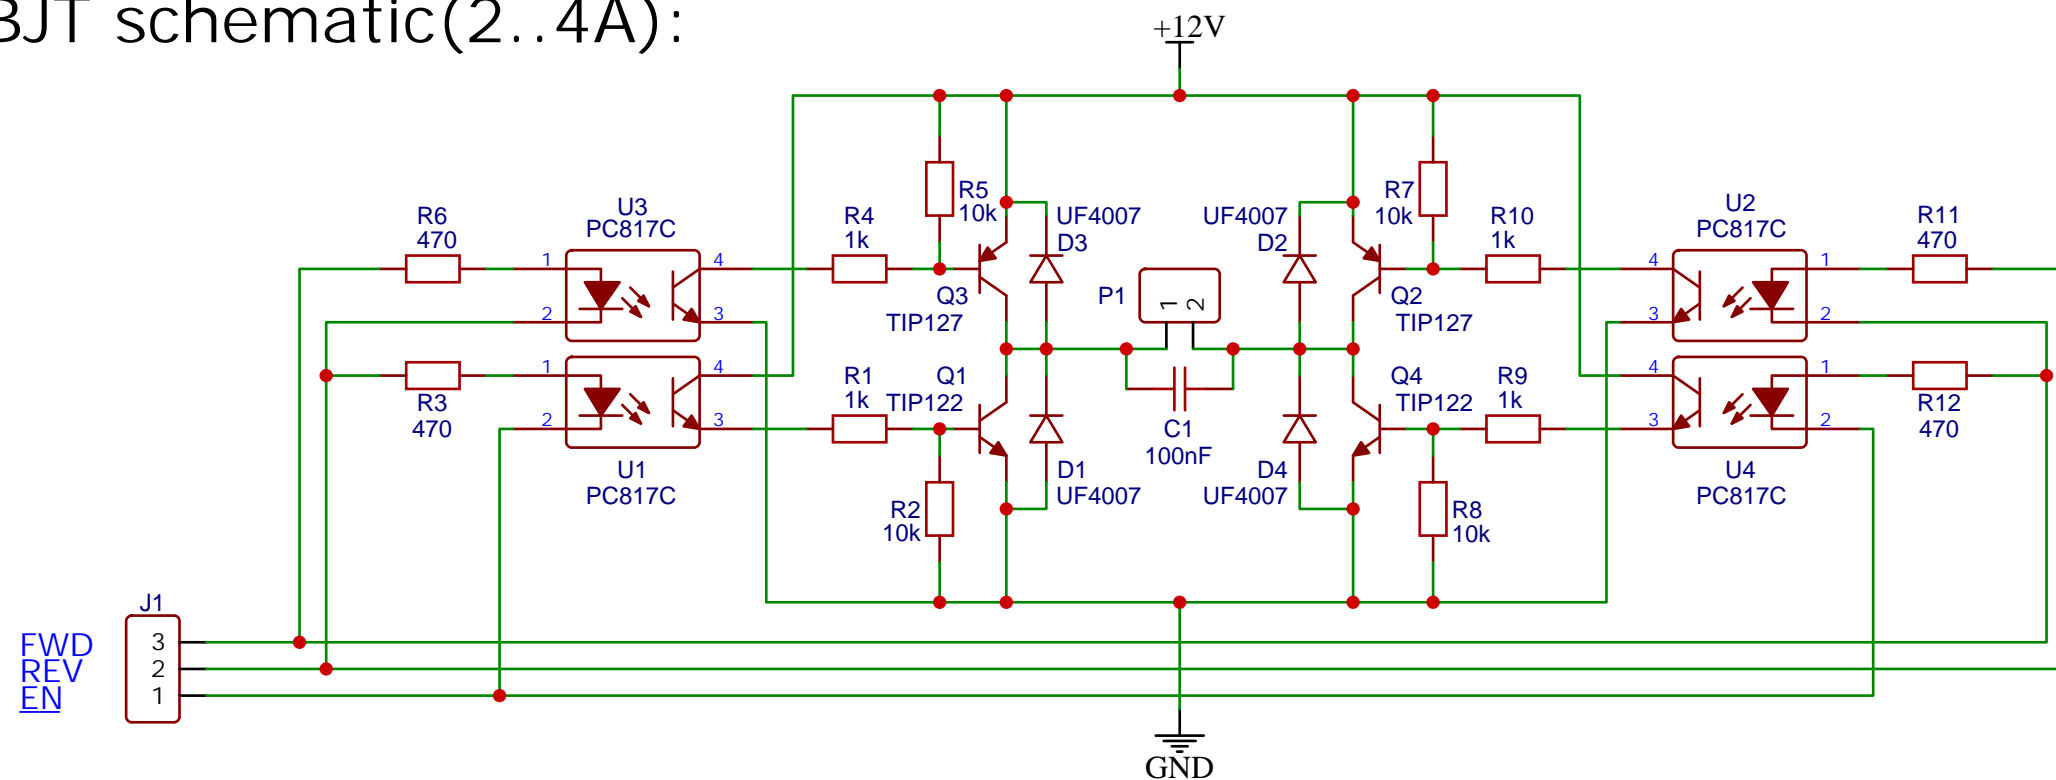 BJT schematic(2..4A):
+12V
R6
470
U3
PC817C
1
2
4
3
R3
470
1
2
4
3
U1
PC817C
R4
1k
R5
10k
Q3
TIP127
UF4007
D3
R1
1k
Q1
TIP122
R2
10k
D1
UF4007
P1
1
2
C1
100nF
UF4007
D2
R7
10k
Q2
TIP127
R10
1k
Q4
TIP122
R9
1k
D4
UF4007
R8
10k
U2
PC817C
4
3
1
2
R11
470
4
3
1
2
U4
PC817C
R12
470
J1
FWD
3
REV
2
EN
1
GND